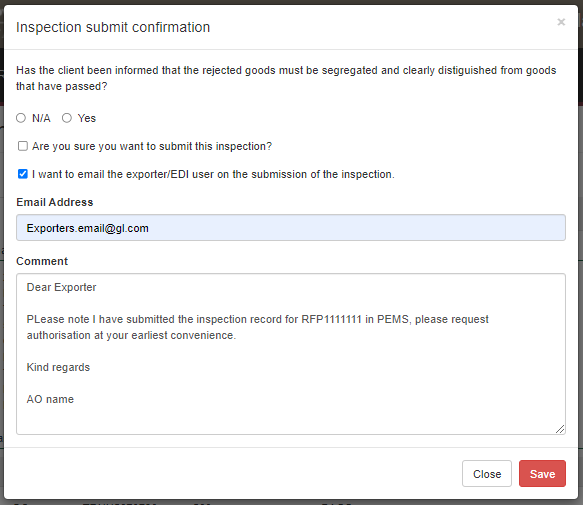 Inspection submit confirmation
×
Has the client been informed that the rejected goods must be segregated and clearly distiguished from goods
that have passed?
N/A Yes
Are you sure you want to submit this inspection?
I want to email the exporter/EDI user on the submission of the inspection.
Email Address
Exporters.email@gl.com
Comment
Dear Exporter
PLease note I have submitted the inspection record for RFP1111111 in PEMS, please request
authorisation at your earliest convenience.
Kind regards
AO name
Close Save